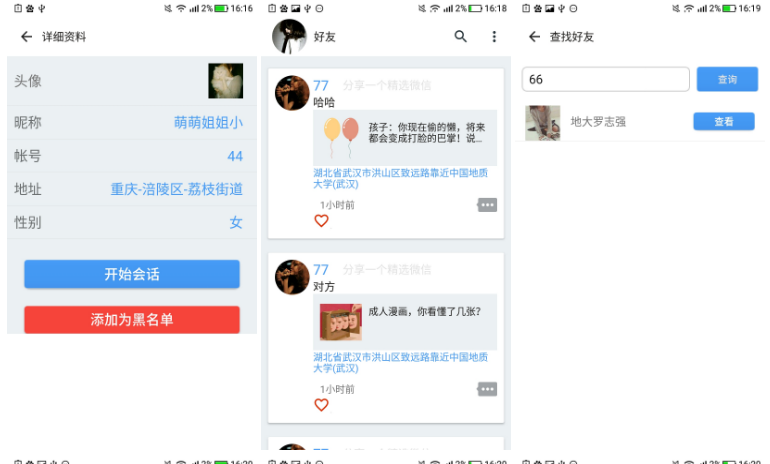 2% 16:16
详细资料
头像
昵称 萌萌姐姐小
帐号 44
地址 重庆-涪陵区-荔枝街道
性别 女
开始会话
添加为黑名单
2% 16:18
好友
77 分享一个精选微信
哈哈
孩子：你现在偷的懒，将来
都会变成打脸的巴掌！说...
湖北省武汉市洪山区致远路靠近中国地质
大学(武汉)
1小时前
77 分享一个精选微信
对方
成人漫画，你看懂了几张？
湖北省武汉市洪山区致远路靠近中国地质
大学(武汉)
1小时前
2% 16:19
查找好友
66 查询
地大罗志强 查看